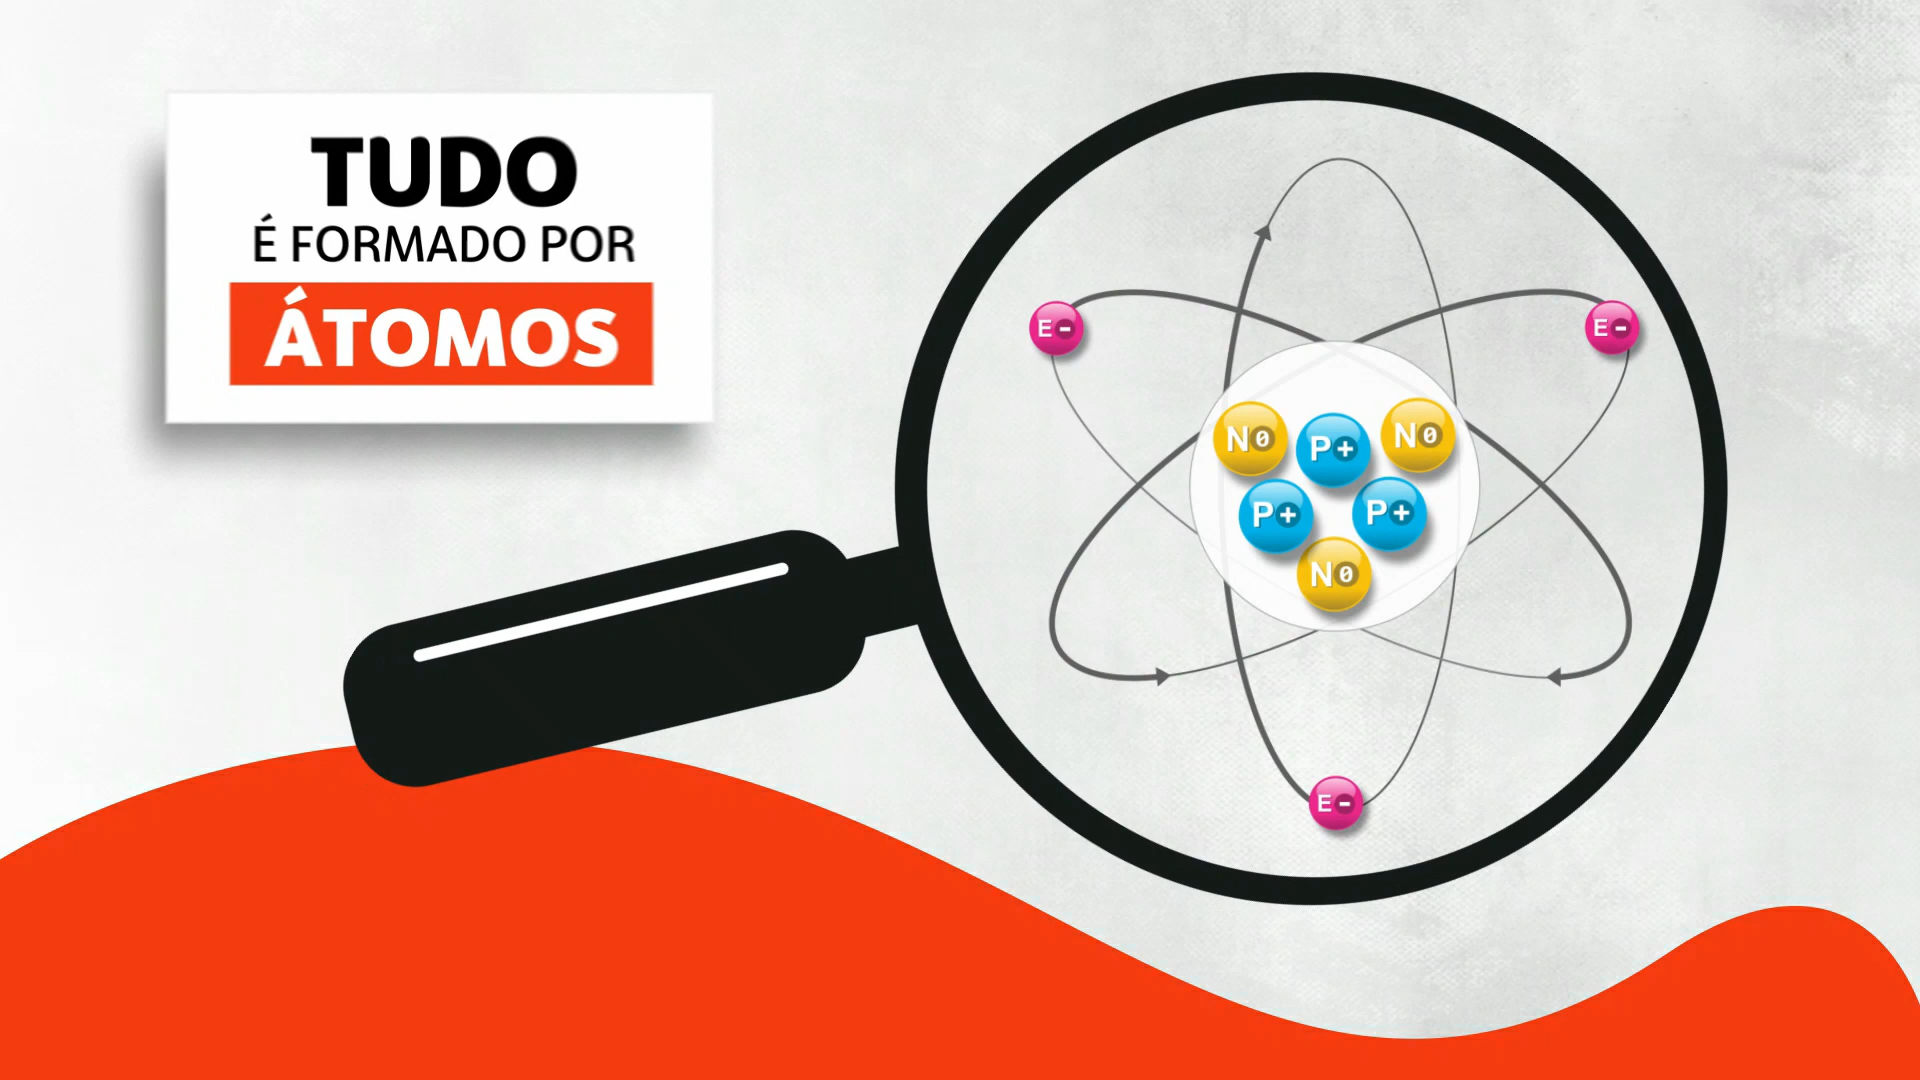 TUDO
É FORMADO POR
ÁTOMOS
E-
E-
N0
P+
N0
P+
P+
N0
E-